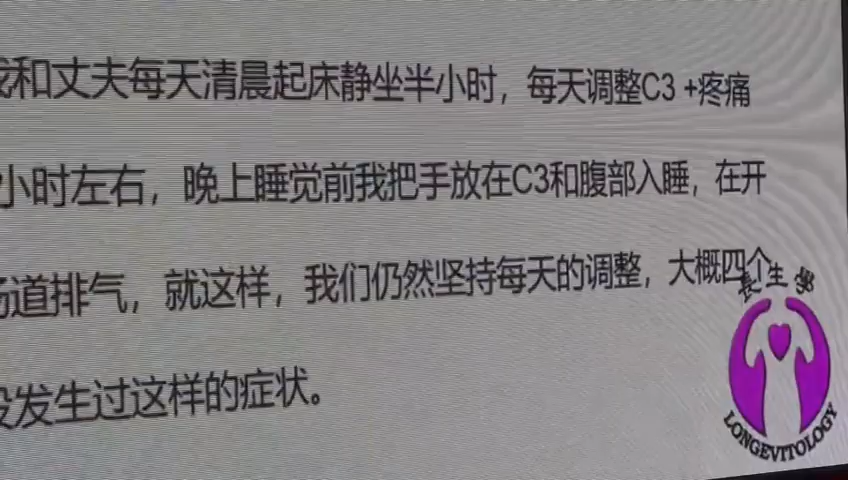 我和丈夫每天清晨起床静坐半小时，每天调整C3 +疼痛
小时左右，晚上睡觉前我把手放在C3和腹部入睡，在开
肠道排气，就这样，我们仍然坚持每天的调整，大概四个
没发生过这样的症状。
長生學
LONGEVITOLOGY